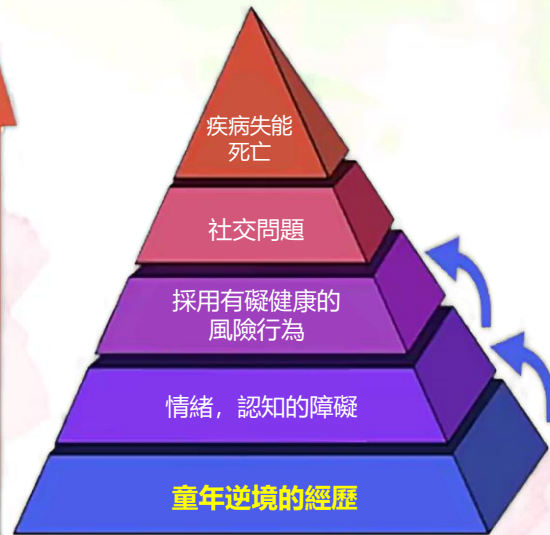 疾病失能
死亡
社交問題
採用有礙健康的
風險行為
情緒，認知的障礙
童年逆境的經歷